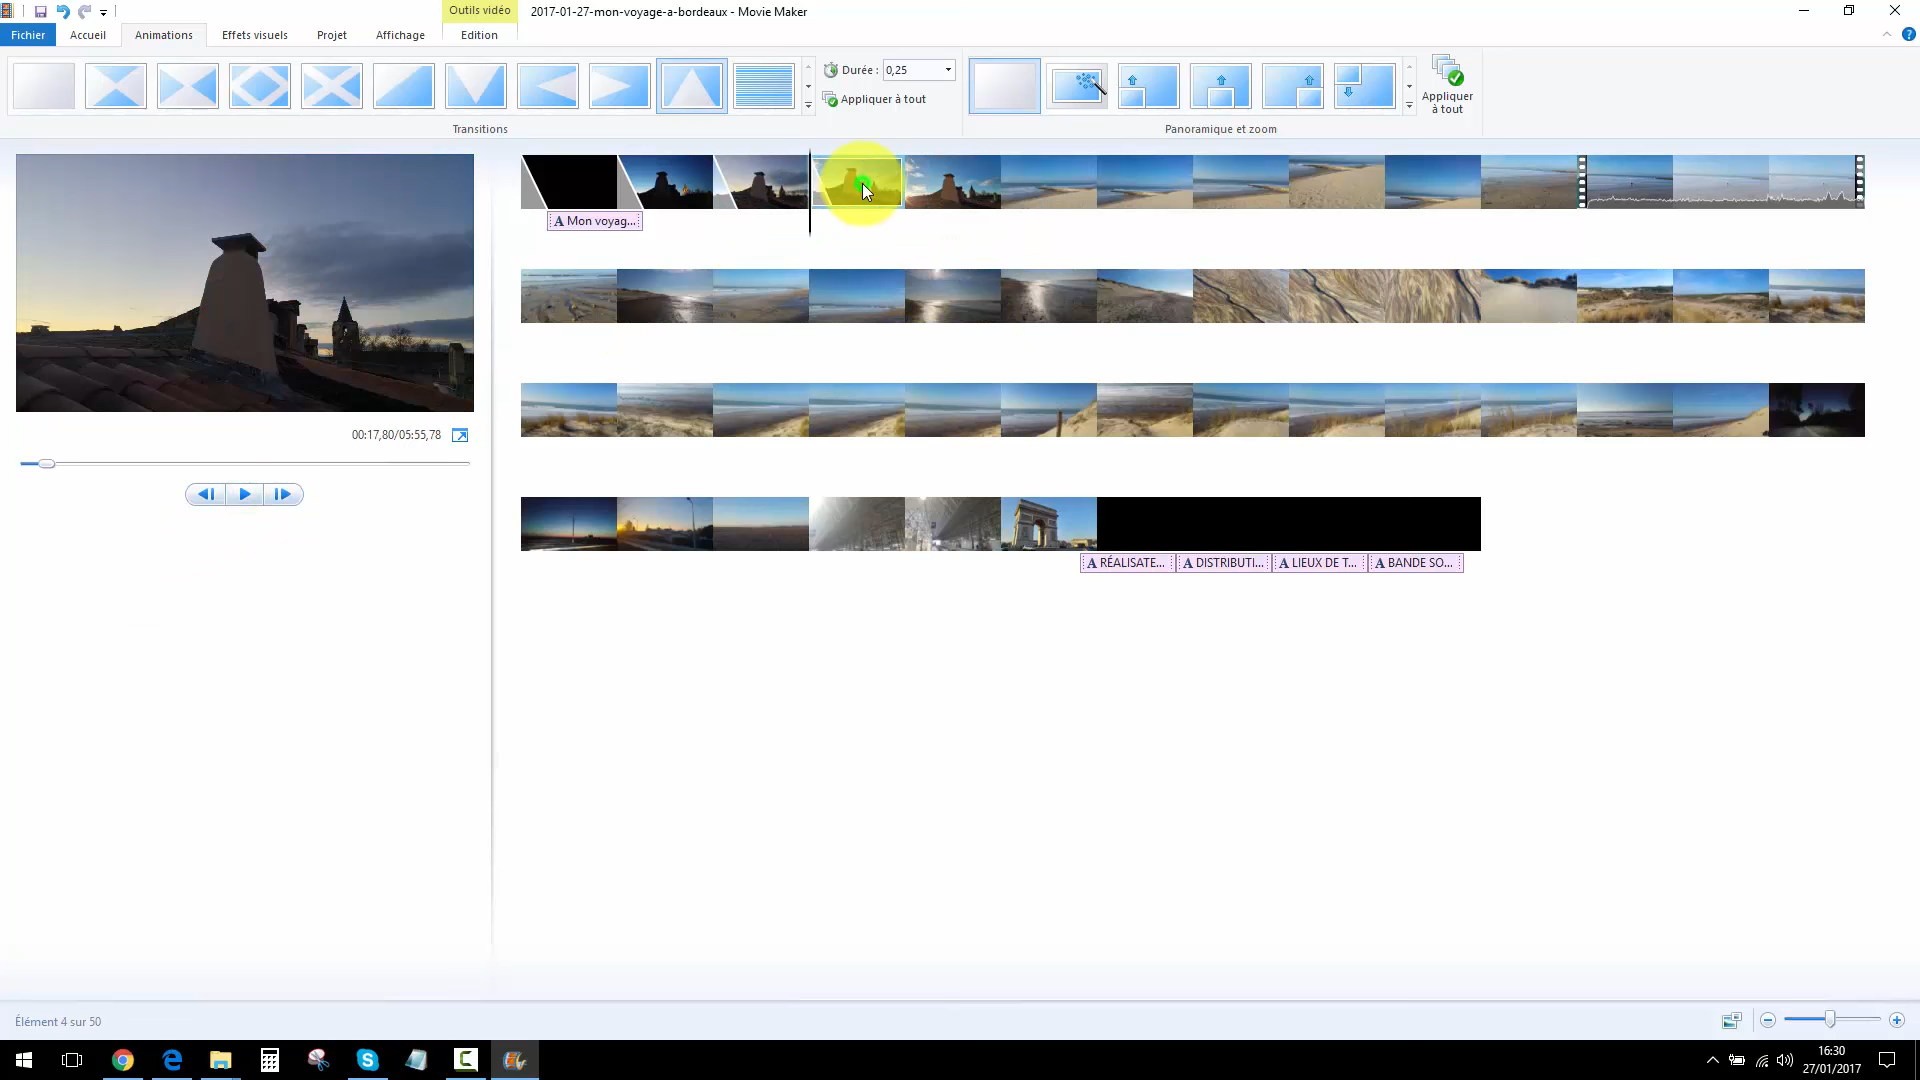 Outils vidéo
2017-01-27-mon-voyage-a-bordeaux - Movie Maker
Fichier
Accueil
Animations
Effets visuels
Projet
Affichage
Edition
Durée :
0,25
Appliquer à tout
Transitions
Appliquer
à tout
Panoramique et zoom
A Mon voyag...
00:17,80/05:55,78
A RÉALISATE...
A DISTRIBUTI...
A LIEUX DE T...
A BANDE SO...
Élément 4 sur 50
16:30
27/01/2017